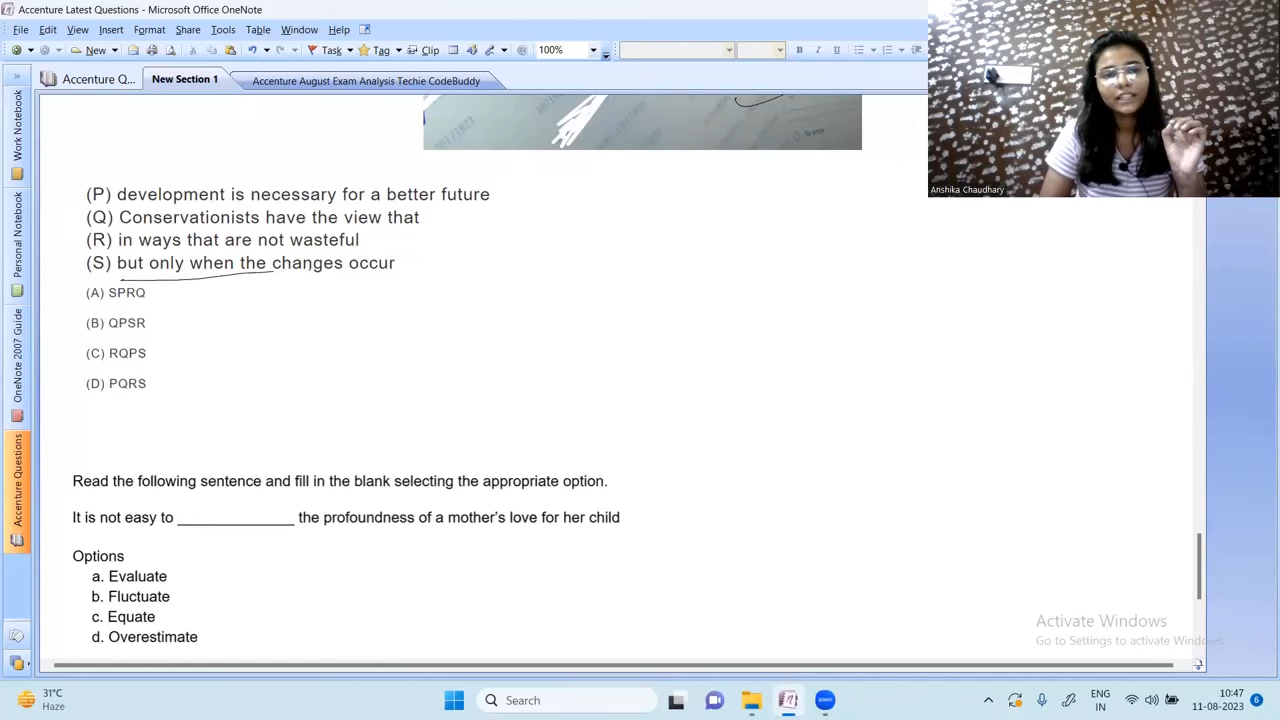 Accenture Latest Questions - Microsoft Office OneNote
File Edit View Insert Format Share Tools Table Window Help
New Task Tag Clip 100% B I U
Accenture Q... New Section 1 Accenture August Exam Analysis Techie CodeBuddy
Work Notebook
Personal Notebook
OneNote 2007 Guide
Accenture Questions
No error
Anshika Chaudhary
(P) development is necessary for a better future
(Q) Conservationists have the view that
(R) in ways that are not wasteful
(S) but only when the changes occur
(A) SPRQ
(B) QPSR
(C) RQPS
(D) PQRS
Read the following sentence and fill in the blank selecting the appropriate option.
It is not easy to ______________ the profoundness of a mother's love for her child
Options
a. Evaluate
b. Fluctuate
c. Equate
d. Overestimate
Activate Windows
Go to Settings to activate Windows.
31°C
Haze
Search
ENG
IN
10:47
11-08-2023
6